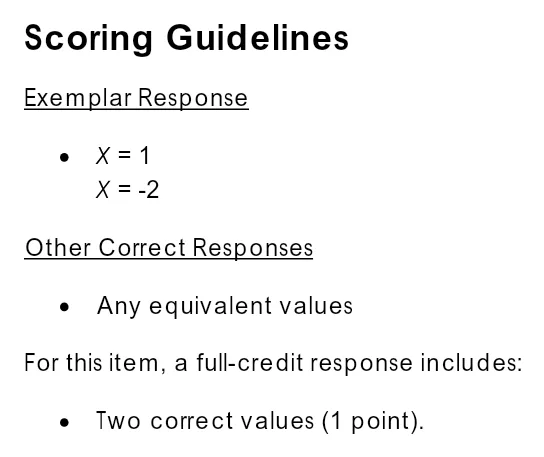 Scoring Guidelines
Exemplar Response
• X = 1
X = -2
Other Correct Responses
• Any equivalent values
For this item, a full-credit response includes:
• Two correct values (1 point).